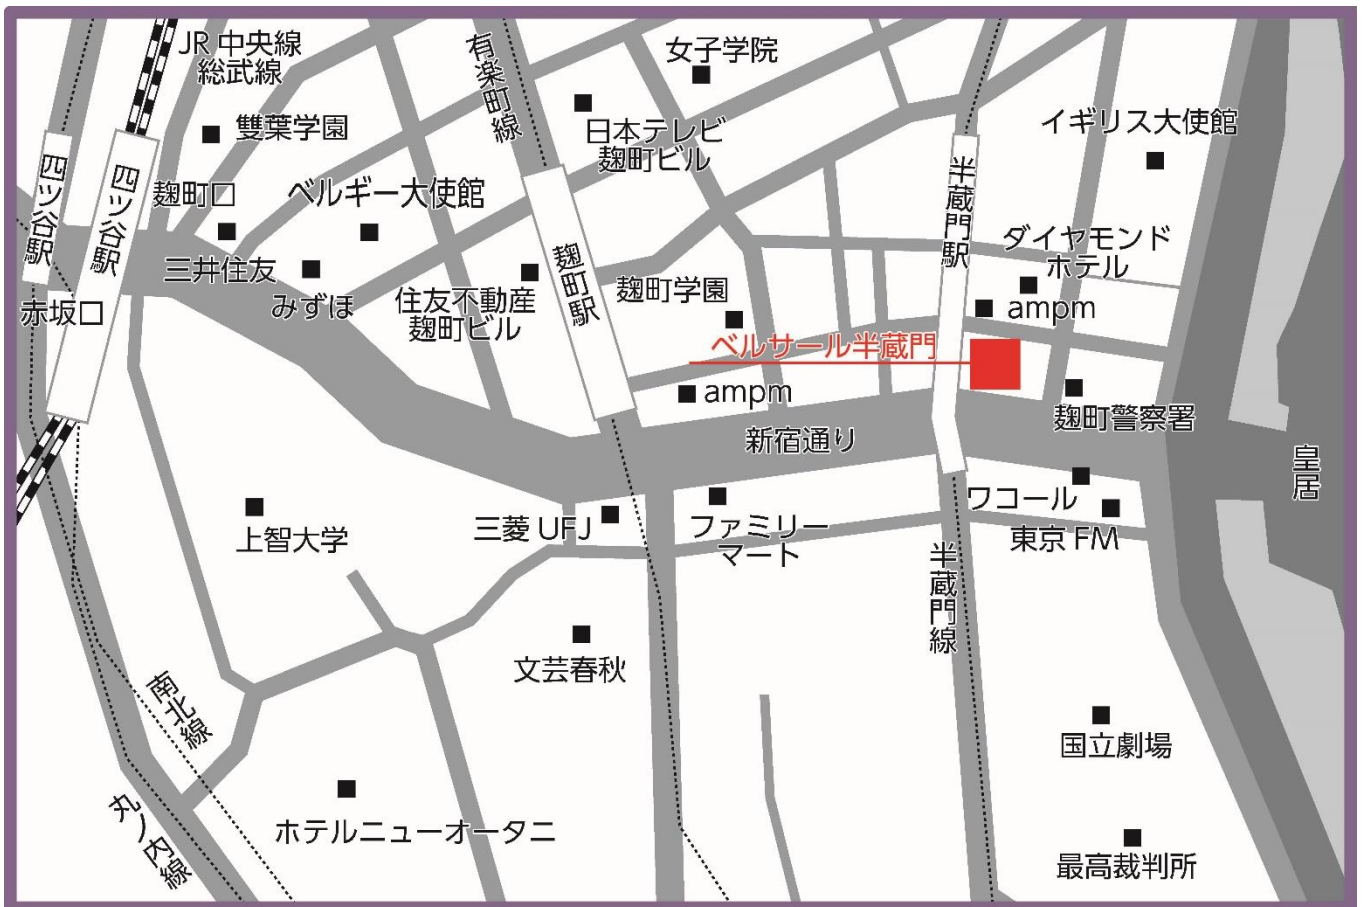 JR 中央線
総武線
有楽町線
女子学院
雙葉学園
日本テレビ
麹町ビル
イギリス大使館
四ツ谷駅
四ツ谷駅
麹町口
ベルギー大使館
半蔵門駅
ダイヤモンド
ホテル
三井住友
みずほ
住友不動産
麹町ビル
麹町駅
麹町学園
赤坂口
ampm
ベルサール半蔵門
ampm
麹町警察署
新宿通り
皇居
上智大学
三菱 UFJ
ファミリー
マート
ワコール
東京 FM
半蔵門線
文芸春秋
南北線
国立劇場
丸ノ内線
ホテルニューオータニ
最高裁判所